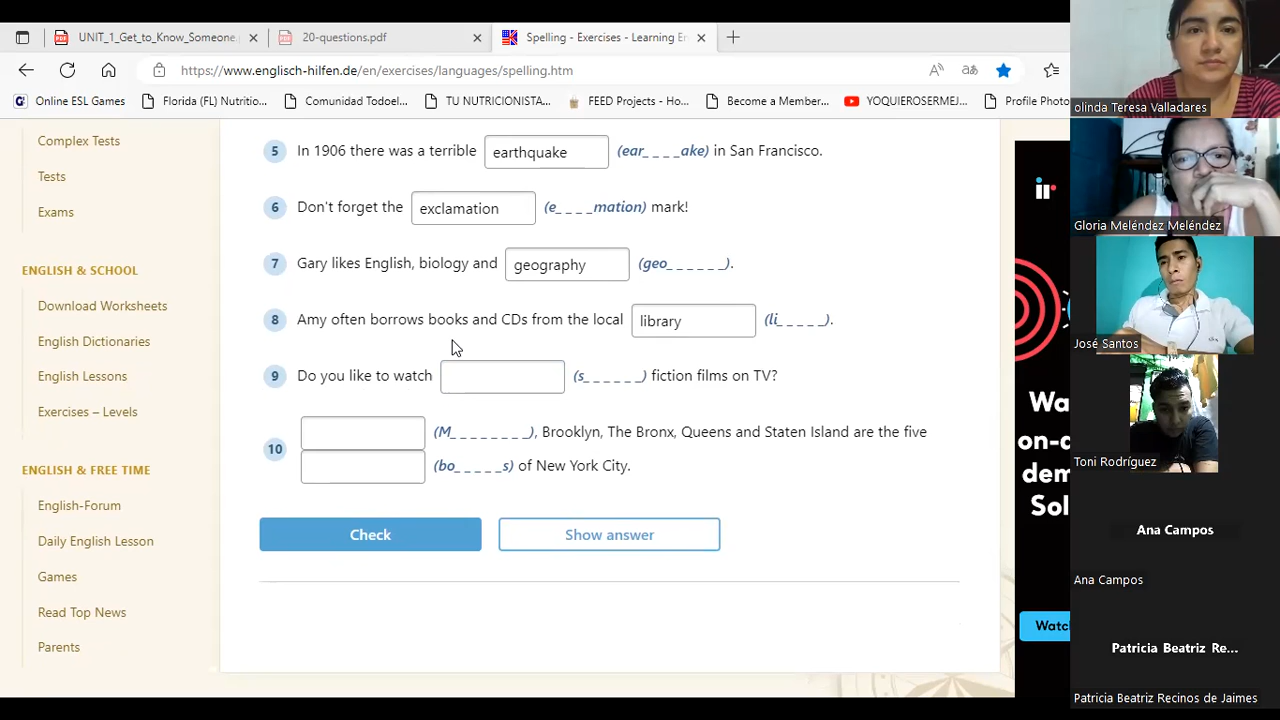 UNIT_1_Get_to_Know_Someone.
20-questions.pdf
Spelling - Exercises - Learning En
https://www.englisch-hilfen.de/en/exercises/languages/spelling.htm
Online ESL Games
Florida (FL) Nutritio...
Comunidad Todoel...
TU NUTRICIONISTA...
FEED Projects - Ho...
Become a Member...
YOQUIEROSERMEJ...
Profile Photo
Complex Tests
Tests
Exams
ENGLISH & SCHOOL
Download Worksheets
English Dictionaries
English Lessons
Exercises – Levels
ENGLISH & FREE TIME
English-Forum
Daily English Lesson
Games
Read Top News
Parents
5 In 1906 there was a terrible earthquake (ear_ _ _ _ake) in San Francisco.
6 Don't forget the exclamation (e_ _ _ _mation) mark!
7 Gary likes English, biology and geography (geo_ _ _ _ _ _).
8 Amy often borrows books and CDs from the local library (li_ _ _ _ _).
9 Do you like to watch (s_ _ _ _ _ _) fiction films on TV?
10 (M_ _ _ _ _ _ _ _), Brooklyn, The Bronx, Queens and Staten Island are the five
(bo_ _ _ _ _s) of New York City.
Check
Show answer
ir
Wa
on-d
dem
Sol
Watch
olinda Teresa Valladares
Gloria Meléndez Meléndez
José Santos
Toni Rodríguez
Ana Campos
Ana Campos
Patricia Beatriz Re...
Patricia Beatriz Recinos de Jaimes